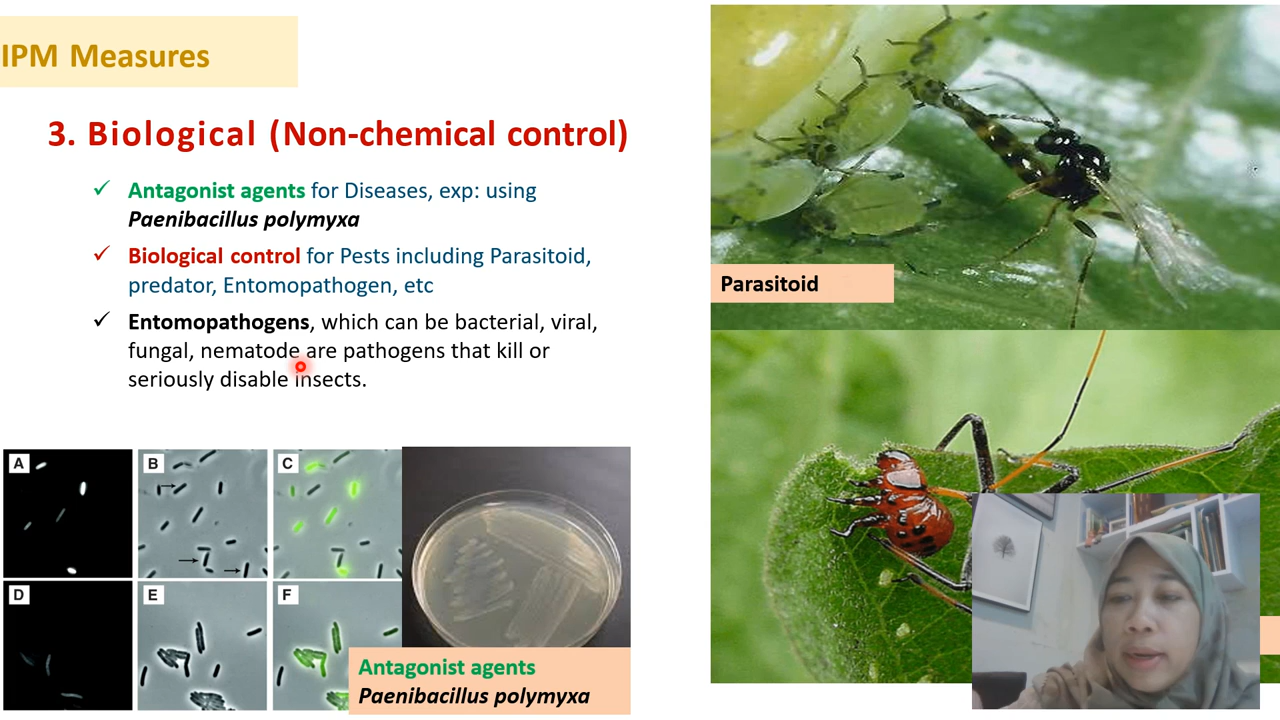 IPM Measures
3. Biological (Non-chemical control)
Antagonist agents for Diseases, exp: using
Paenibacillus polymyxa
Biological control for Pests including Parasitoid,
predator, Entomopathogen, etc
Entomopathogens, which can be bacterial, viral,
fungal, nematode are pathogens that kill or
seriously disable insects.
Parasitoid
A
B
C
D
E
F
Antagonist agents
Paenibacillus polymyxa